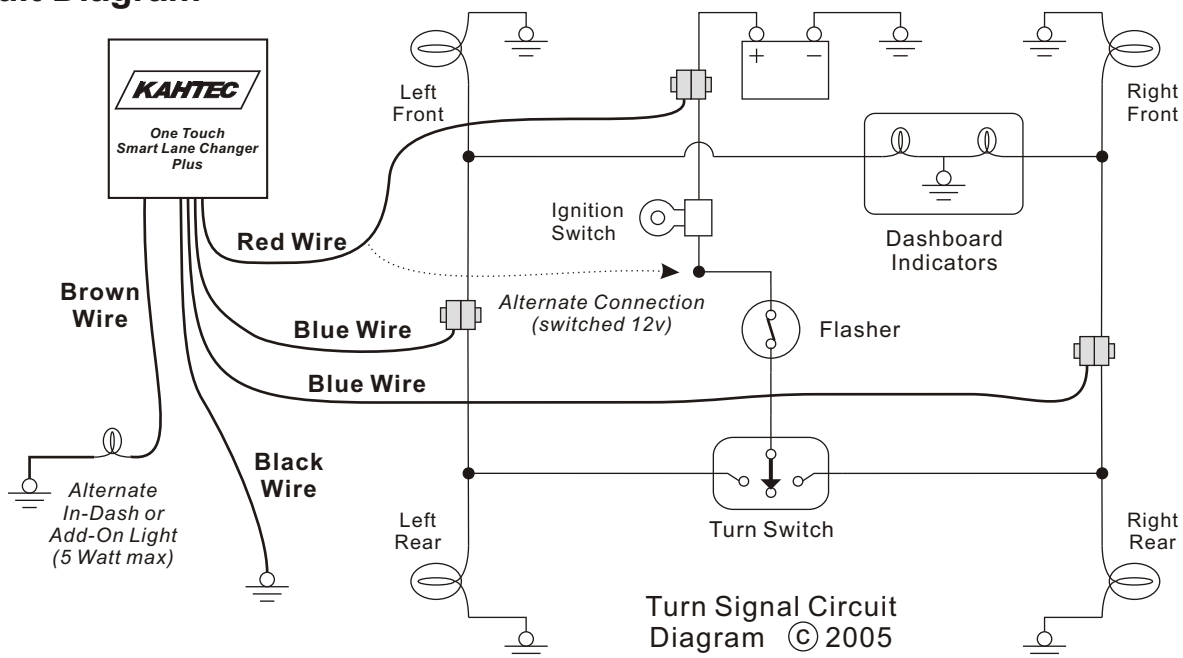 Diagram
KAHTEC
One Touch
Smart Lane Changer
Plus
Left
Front
+ −
Right
Front
Ignition
Switch
Dashboard
Indicators
Red Wire
Brown
Wire
Alternate Connection
(switched 12v)
Blue Wire
Flasher
Blue Wire
Black
Wire
Alternate
In-Dash or
Add-On Light
(5 Watt max)
Left
Rear
Turn Switch
Right
Rear
Turn Signal Circuit
Diagram © 2005